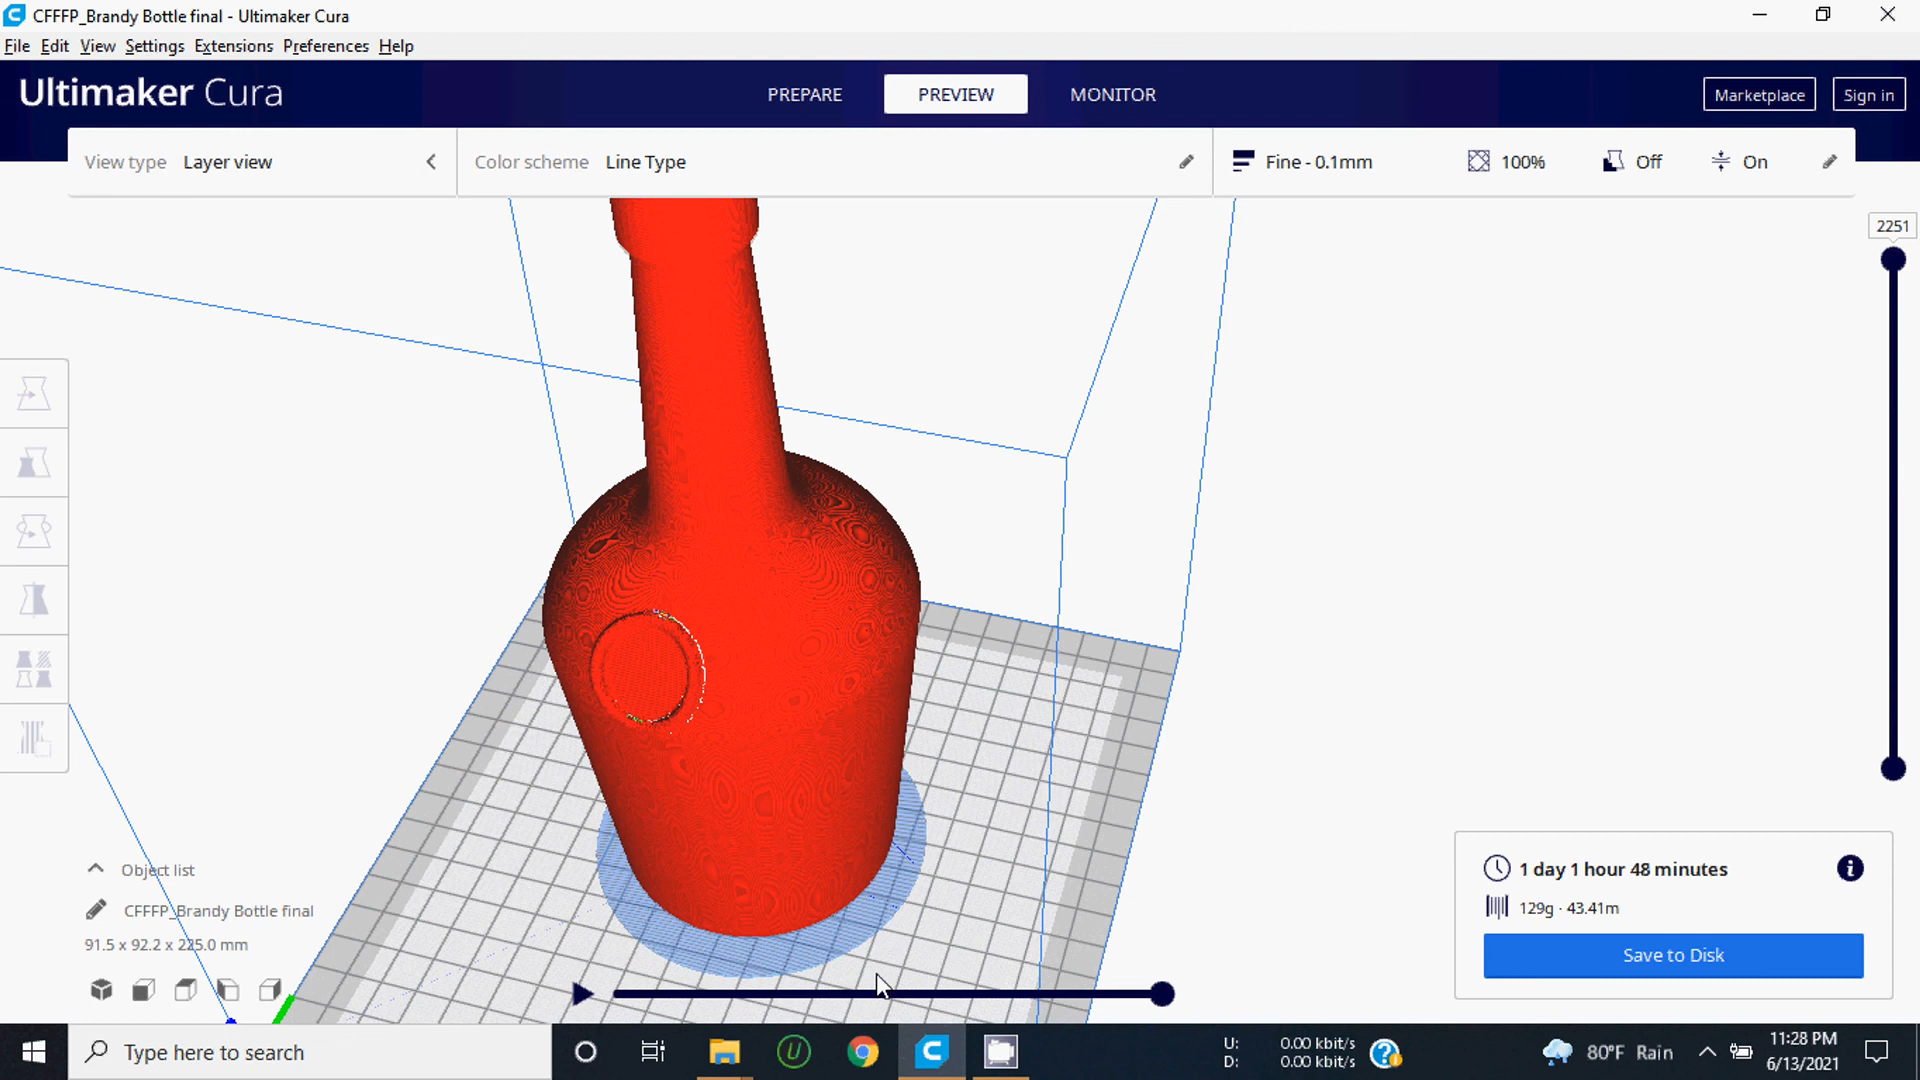 CFFFP_Brandy Bottle final - Ultimaker Cura
File Edit View Settings Extensions Preferences Help
Ultimaker Cura
PREPARE
PREVIEW
MONITOR
Marketplace
Sign in
View type Layer view
Color scheme Line Type
Fine - 0.1mm
100%
Off
On
2251
Object list
CFFFP_Brandy Bottle final
91.5 x 92.2 x 225.0 mm
1 day 1 hour 48 minutes
129g · 43.41m
Save to Disk
Type here to search
U: 0.00 kbit/s
D: 0.00 kbit/s
80°F Rain
11:28 PM
6/13/2021